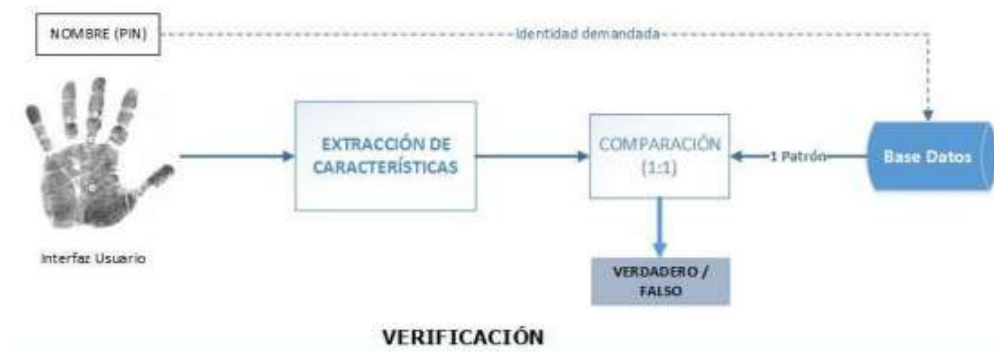 NOMBRE (PIN)
Identidad demandada
EXTRACCIÓN DE
CARACTERÍSTICAS
COMPARACIÓN
(1:1)
1 Patrón
Base Datos
Interfaz Usuario
VERDADERO /
FALSO
VERIFICACIÓN